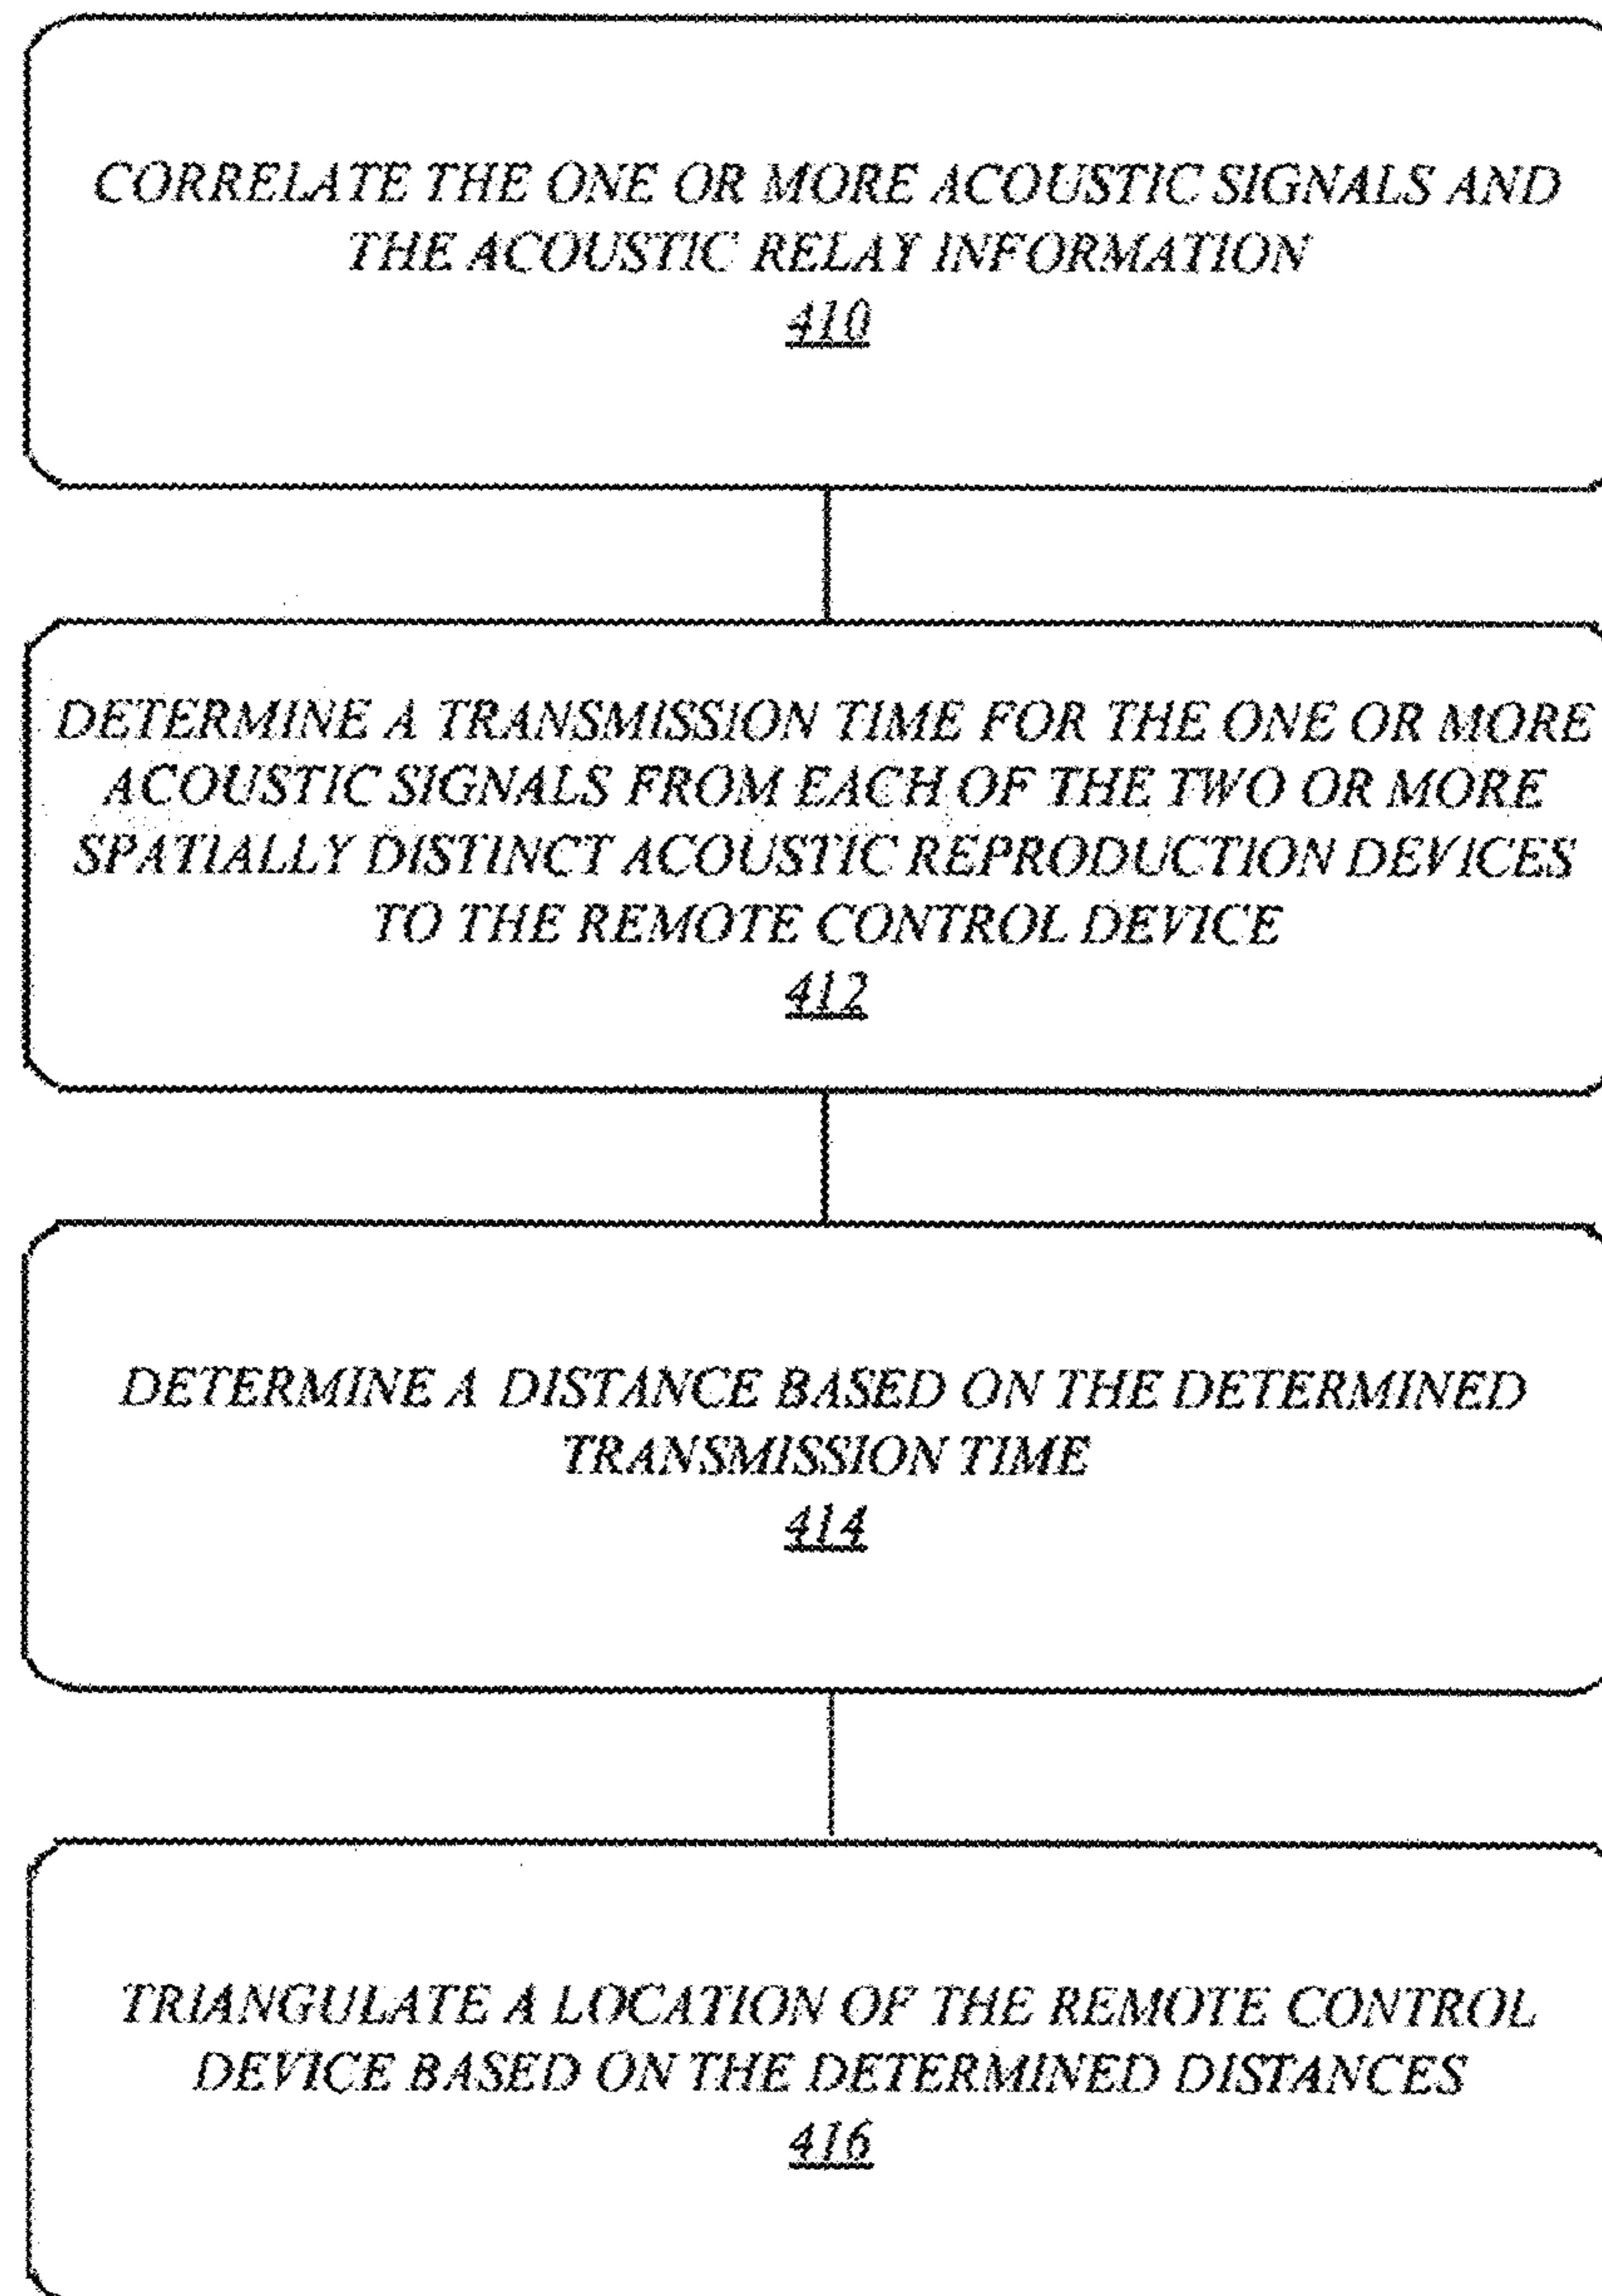 CORRELATE THE ONE OR MORE ACOUSTIC SIGNALS AND
THE ACOUSTIC RELAY INFORMATION
410
DETERMINE A TRANSMISSION TIME FOR THE ONE OR MORE
ACOUSTIC SIGNALS FROM EACH OF THE TWO OR MORE
SPATIALLY DISTINCT ACOUSTIC REPRODUCTION DEVICES
TO THE REMOTE CONTROL DEVICE
412
DETERMINE A DISTANCE BASED ON THE DETERMINED
TRANSMISSION TIME
414
TRIANGULATE A LOCATION OF THE REMOTE CONTROL
DEVICE BASED ON THE DETERMINED DISTANCES
416